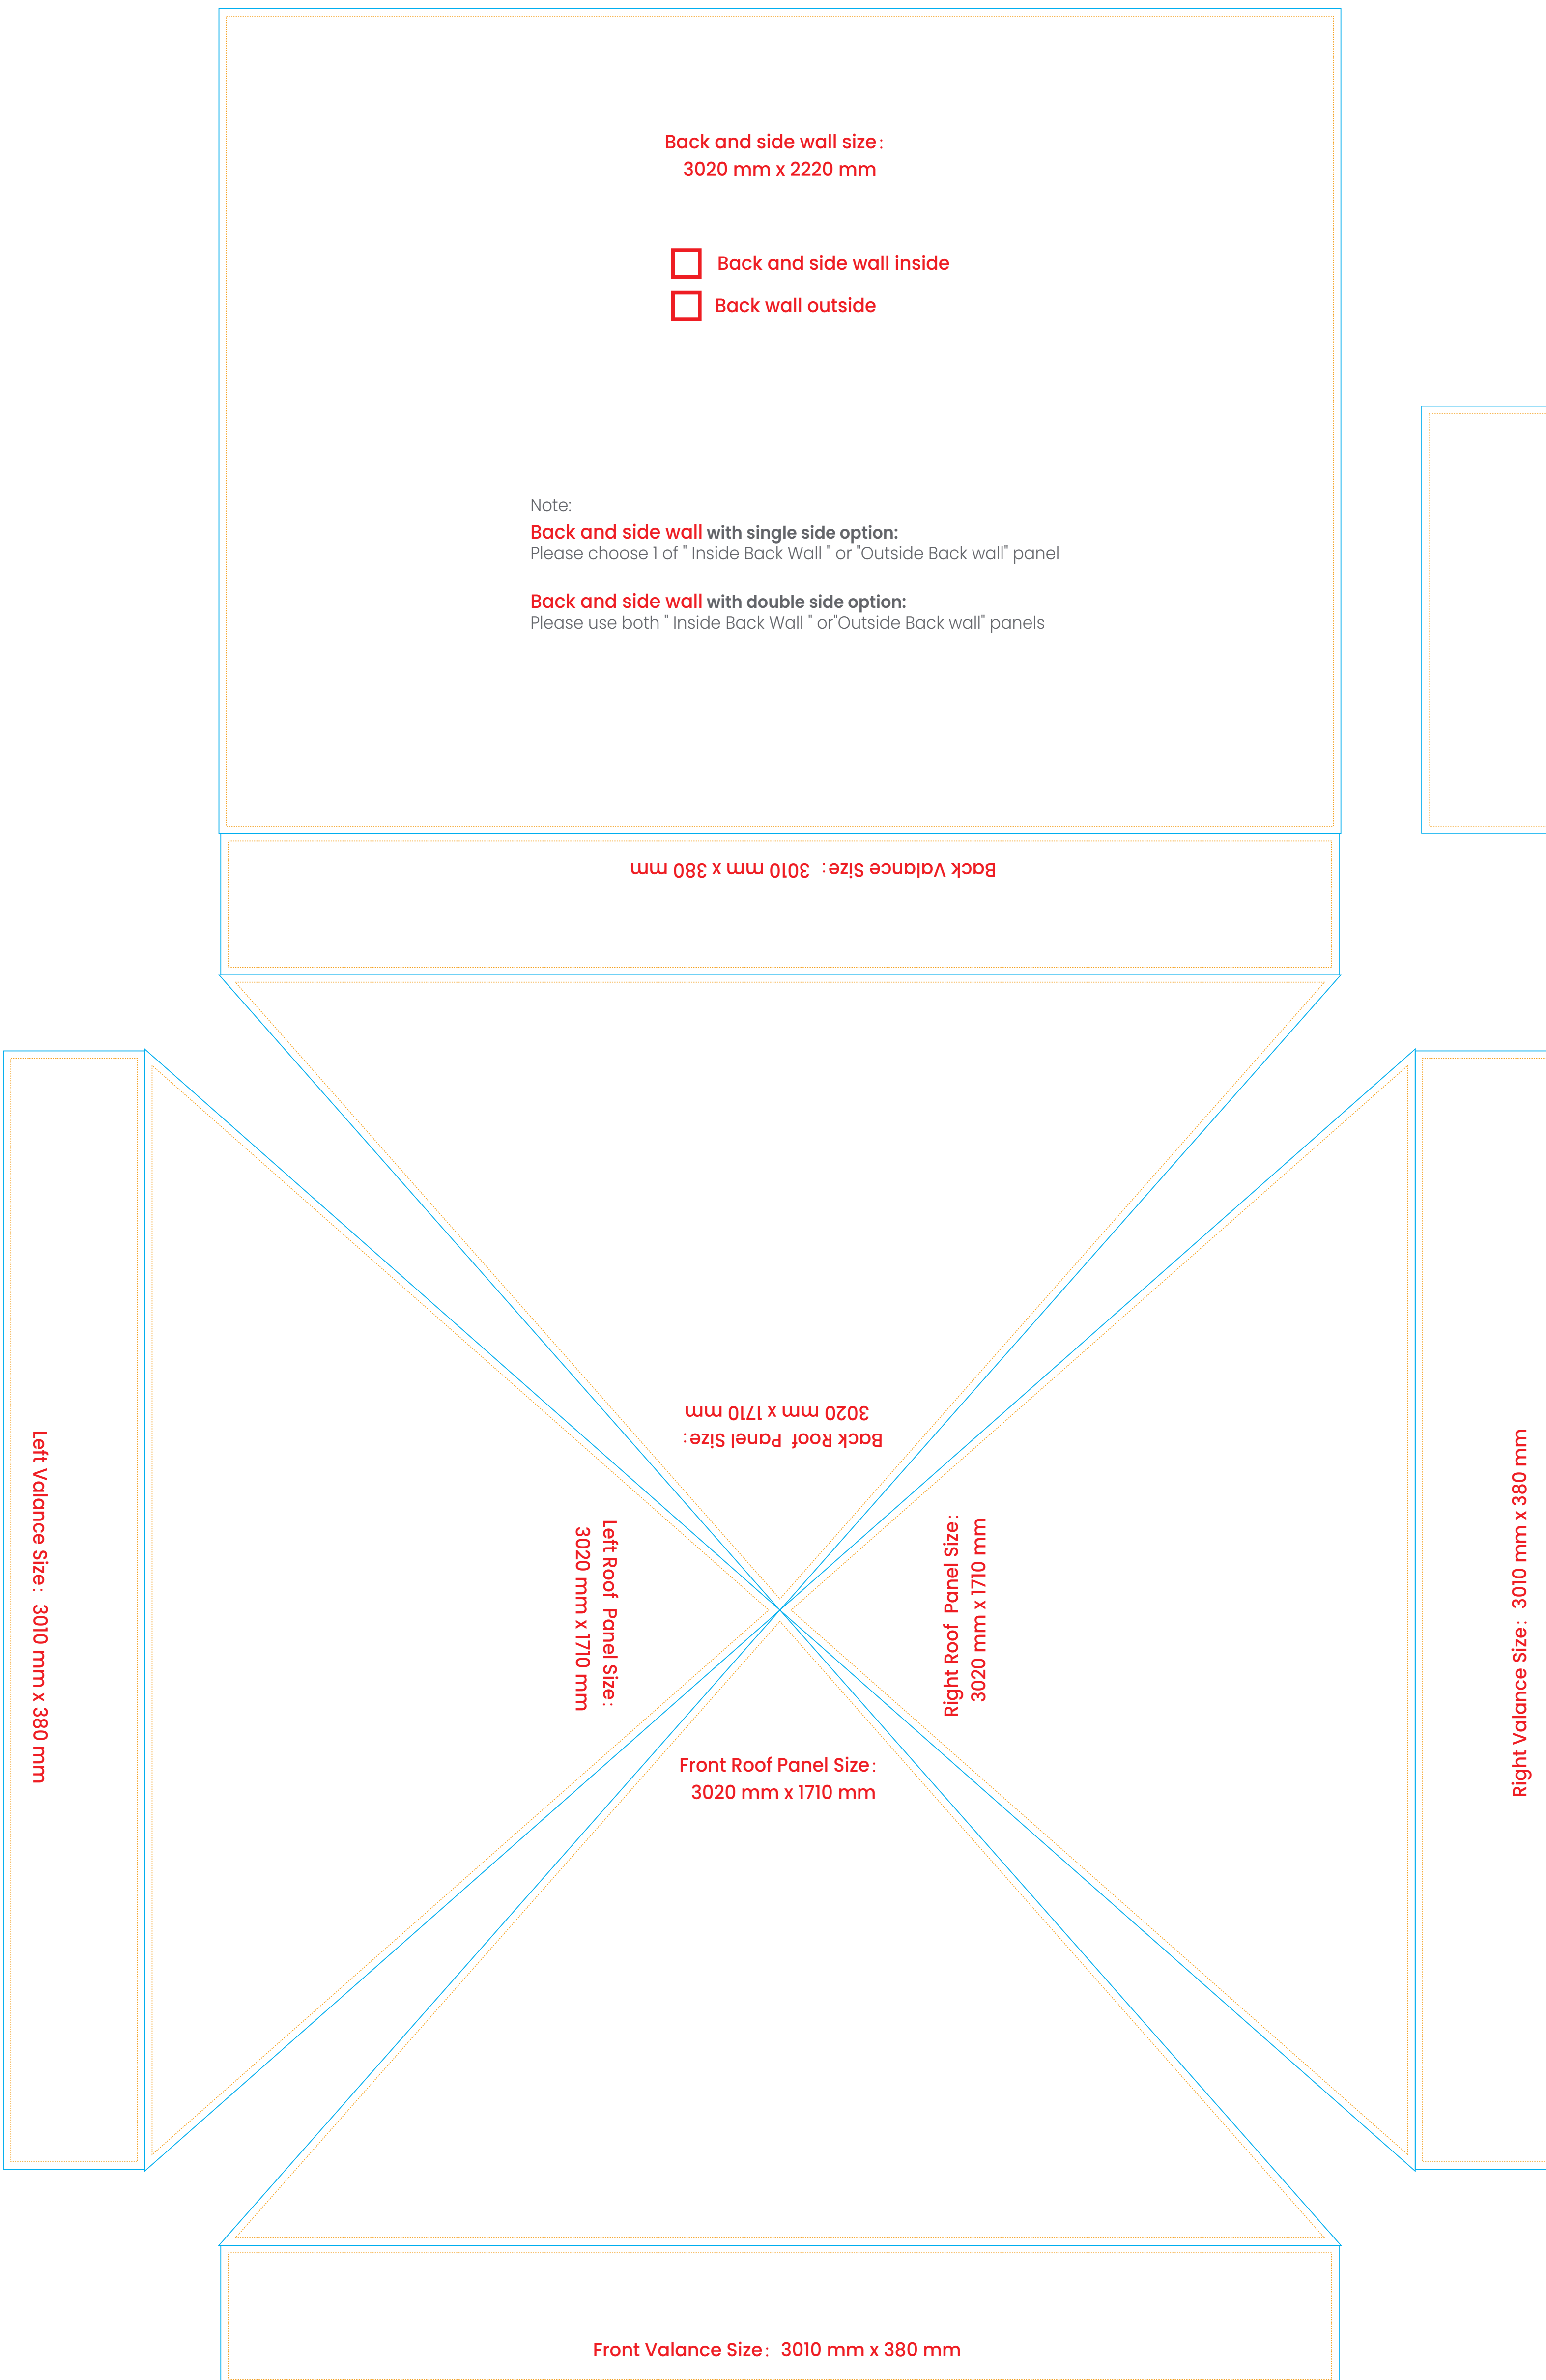 Back and side wall size:
3020 mm x 2220 mm
Back and side wall inside
Back wall outside
Note:
Back and side wall with single side option:
Please choose 1 of " Inside Back Wall " or "Outside Back wall" panel
Back and side wall with double side option:
Please use both " Inside Back Wall " or"Outside Back wall" panels
Back Valance Size: 3010 mm x 380 mm
Back Roof Panel Size:
3020 mm x 1710 mm
Left Valance Size: 3010 mm x 380 mm
Left Roof Panel Size:
3020 mm x 1710 mm
Right Roof Panel Size:
3020 mm x 1710 mm
Right Valance Size: 3010 mm x 380 mm
Front Roof Panel Size:
3020 mm x 1710 mm
Front Valance Size: 3010 mm x 380 mm